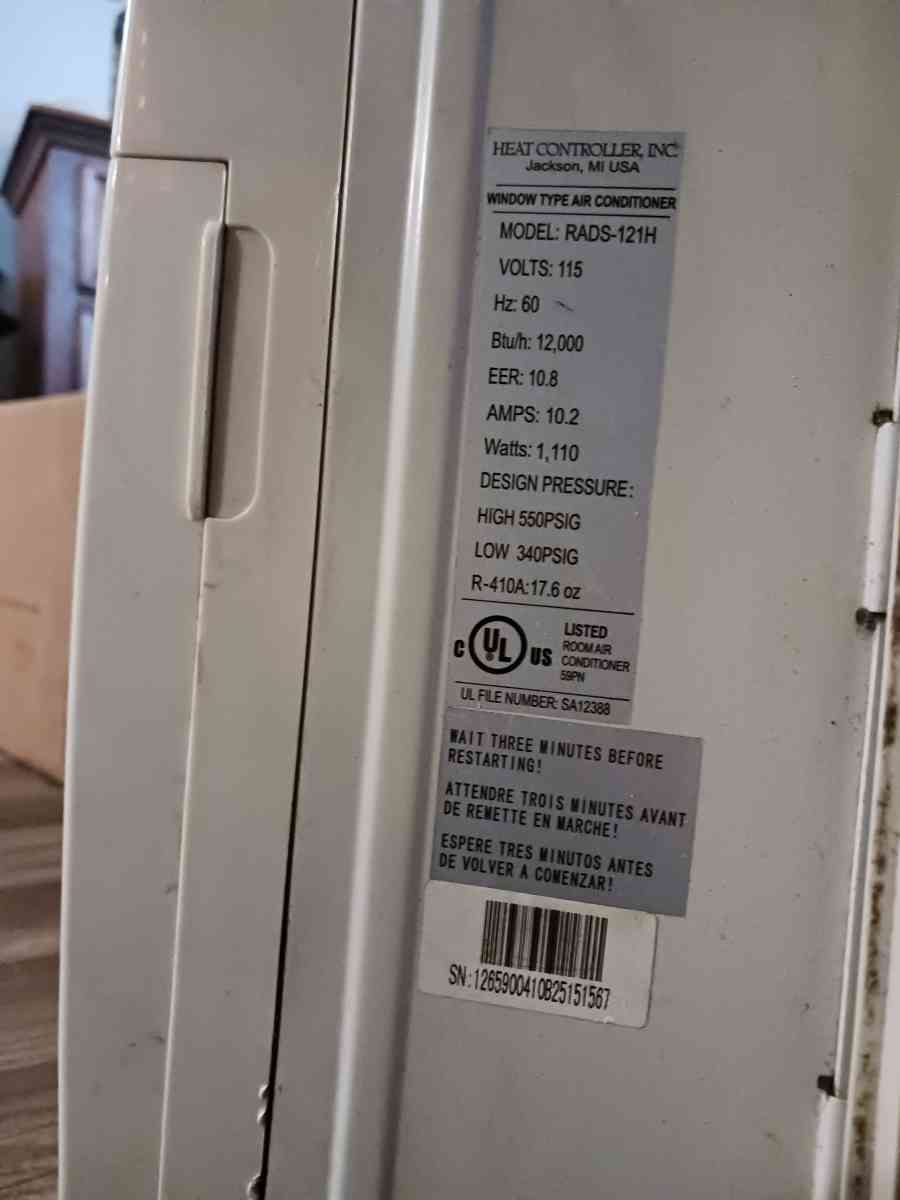 HEAT CONTROLLER, INC.
Jackson, MI USA
WINDOW TYPE AIR CONDITIONER
MODEL: RADS-121H
VOLTS: 115
Hz: 60
Btu/h: 12,000
EER: 10.8
AMPS: 10.2
Watts: 1,110
DESIGN PRESSURE:
HIGH 550PSIG
LOW 340PSIG
R-410A:17.6 oz
C UL US
LISTED
ROOM AIR
CONDITIONER
59PN
UL FILE NUMBER: SA12388
WAIT THREE MINUTES BEFORE
RESTARTING!
ATTENDRE TROIS MINUTES AVANT
DE REMETTE EN MARCHE!
ESPERE TRES MINUTOS ANTES
DE VOLVER A COMENZAR!
SN:1265900410B25151567